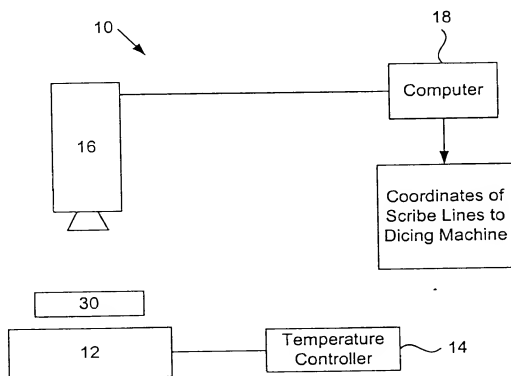 10
18
Computer
16
Coordinates of
Scribe Lines to
Dicing Machine
30
12
Temperature
Controller
14